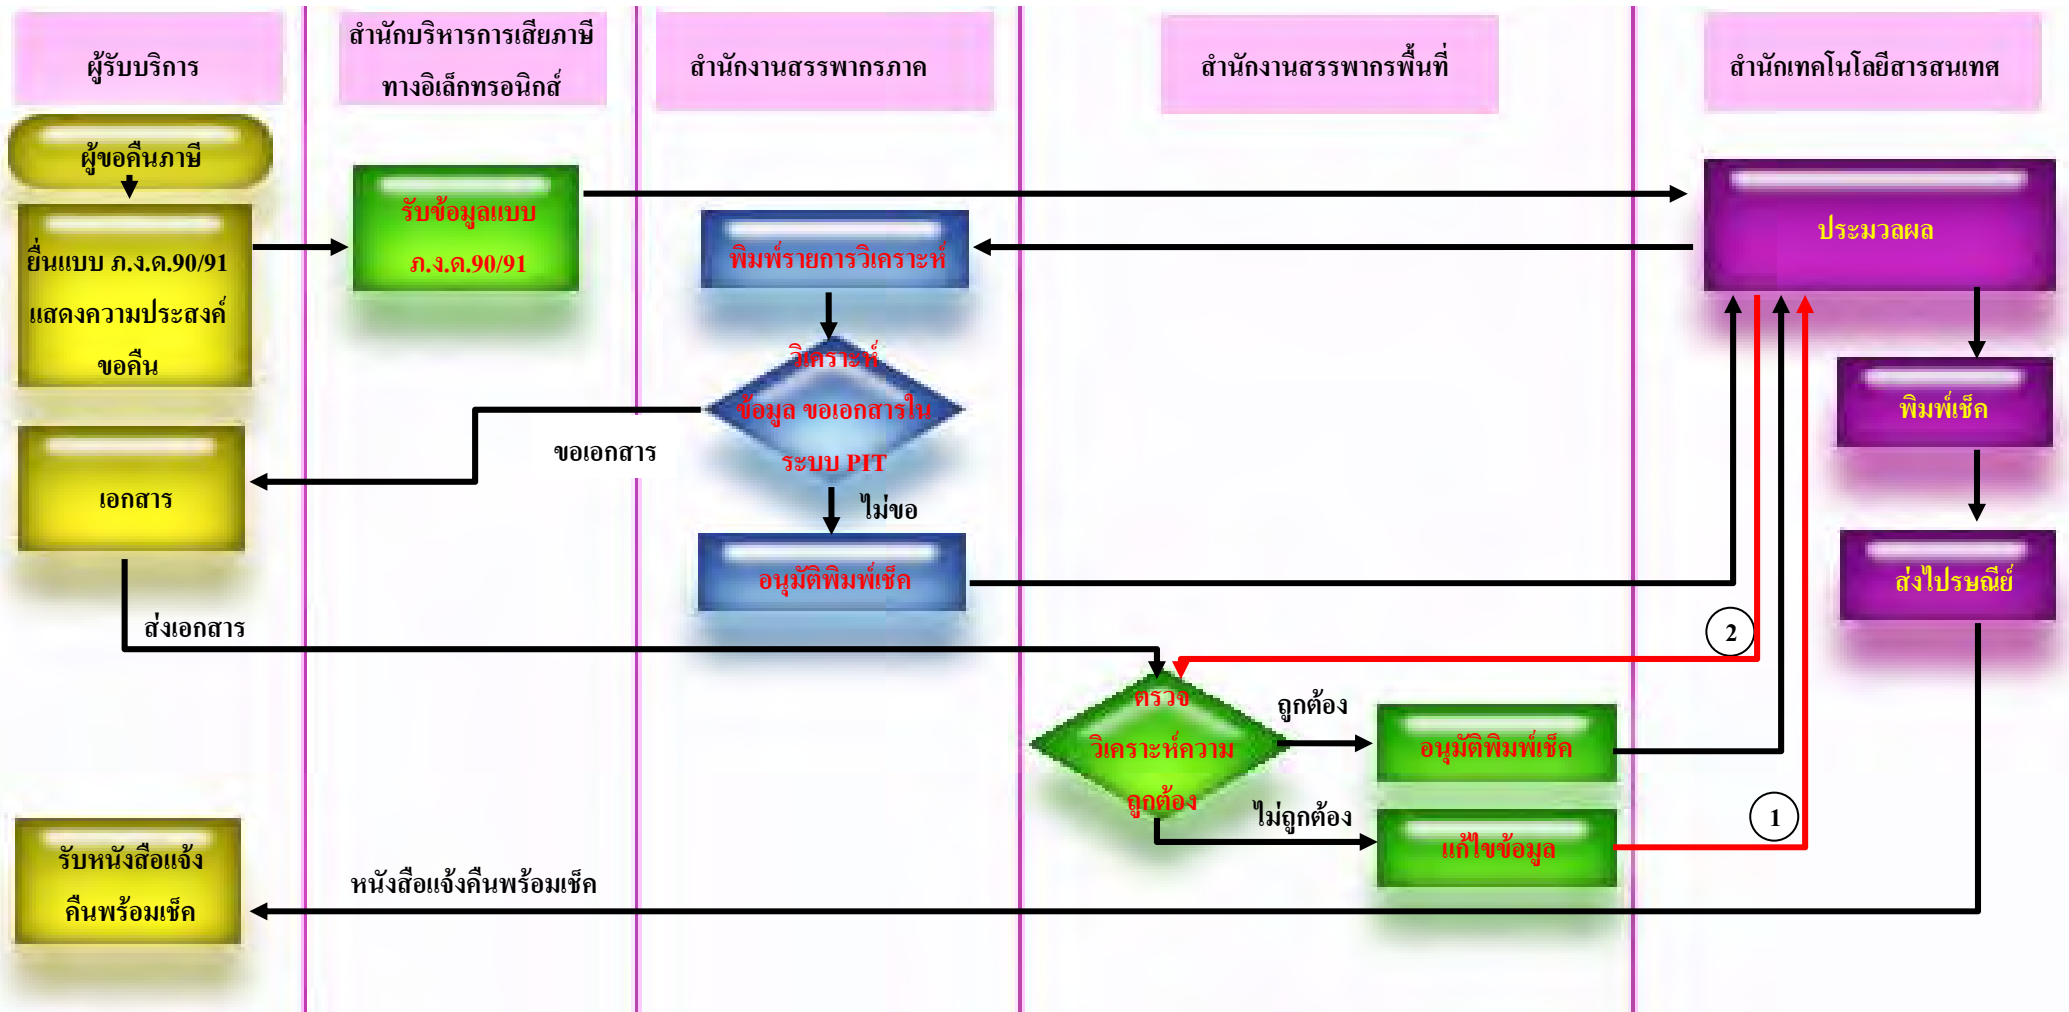 ผู้รับบริการ
สำนักบริหารการเสียภาษี
ทางอิเล็กทรอนิกส์
สำนักงานสรรพากรภาค
สำนักงานสรรพากรพื้นที่
สำนักเทคโนโลยีสารสนเทศ
ผู้ขอคืนภาษี
ยื่นแบบ ภ.ง.ด.90/91
แสดงความประสงค์
ขอคืน
รับข้อมูลแบบ
ภ.ง.ด.90/91
พิมพ์รายการวิเคราะห์
ประมวลผล
วิเคราะห์
ข้อมูล ขอเอกสารใน
ระบบ PIT
ขอเอกสาร
ไม่ขอ
พิมพ์เช็ค
เอกสาร
อนุมัติพิมพ์เช็ค
ส่งไปรษณีย์
ส่งเอกสาร
2
ตรวจ
วิเคราะห์ความ
ถูกต้อง
ถูกต้อง
อนุมัติพิมพ์เช็ค
ไม่ถูกต้อง
แก้ไขข้อมูล
1
รับหนังสือแจ้ง
คืนพร้อมเช็ค
หนังสือแจ้งคืนพร้อมเช็ค